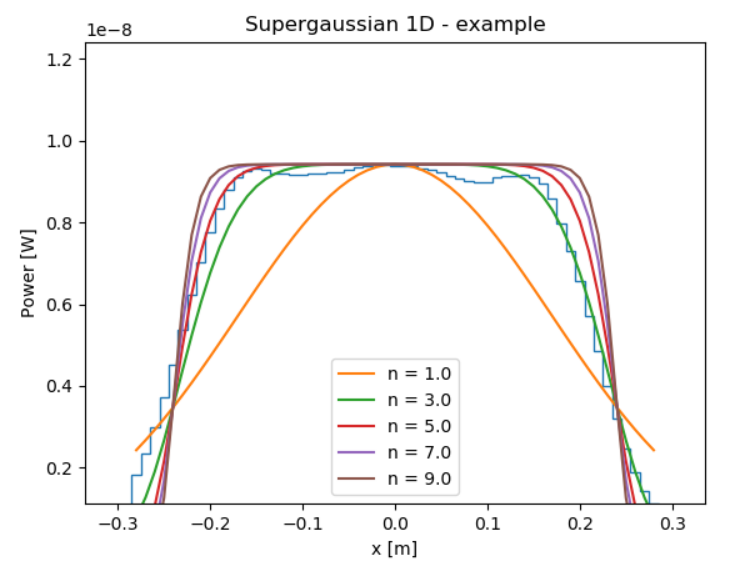 Supergaussian 1D - example
1e−8
1.2
1.0
0.8
0.6
0.4
0.2
Power [W]
n = 1.0
n = 3.0
n = 5.0
n = 7.0
n = 9.0
−0.3 −0.2 −0.1 0.0 0.1 0.2 0.3
x [m]